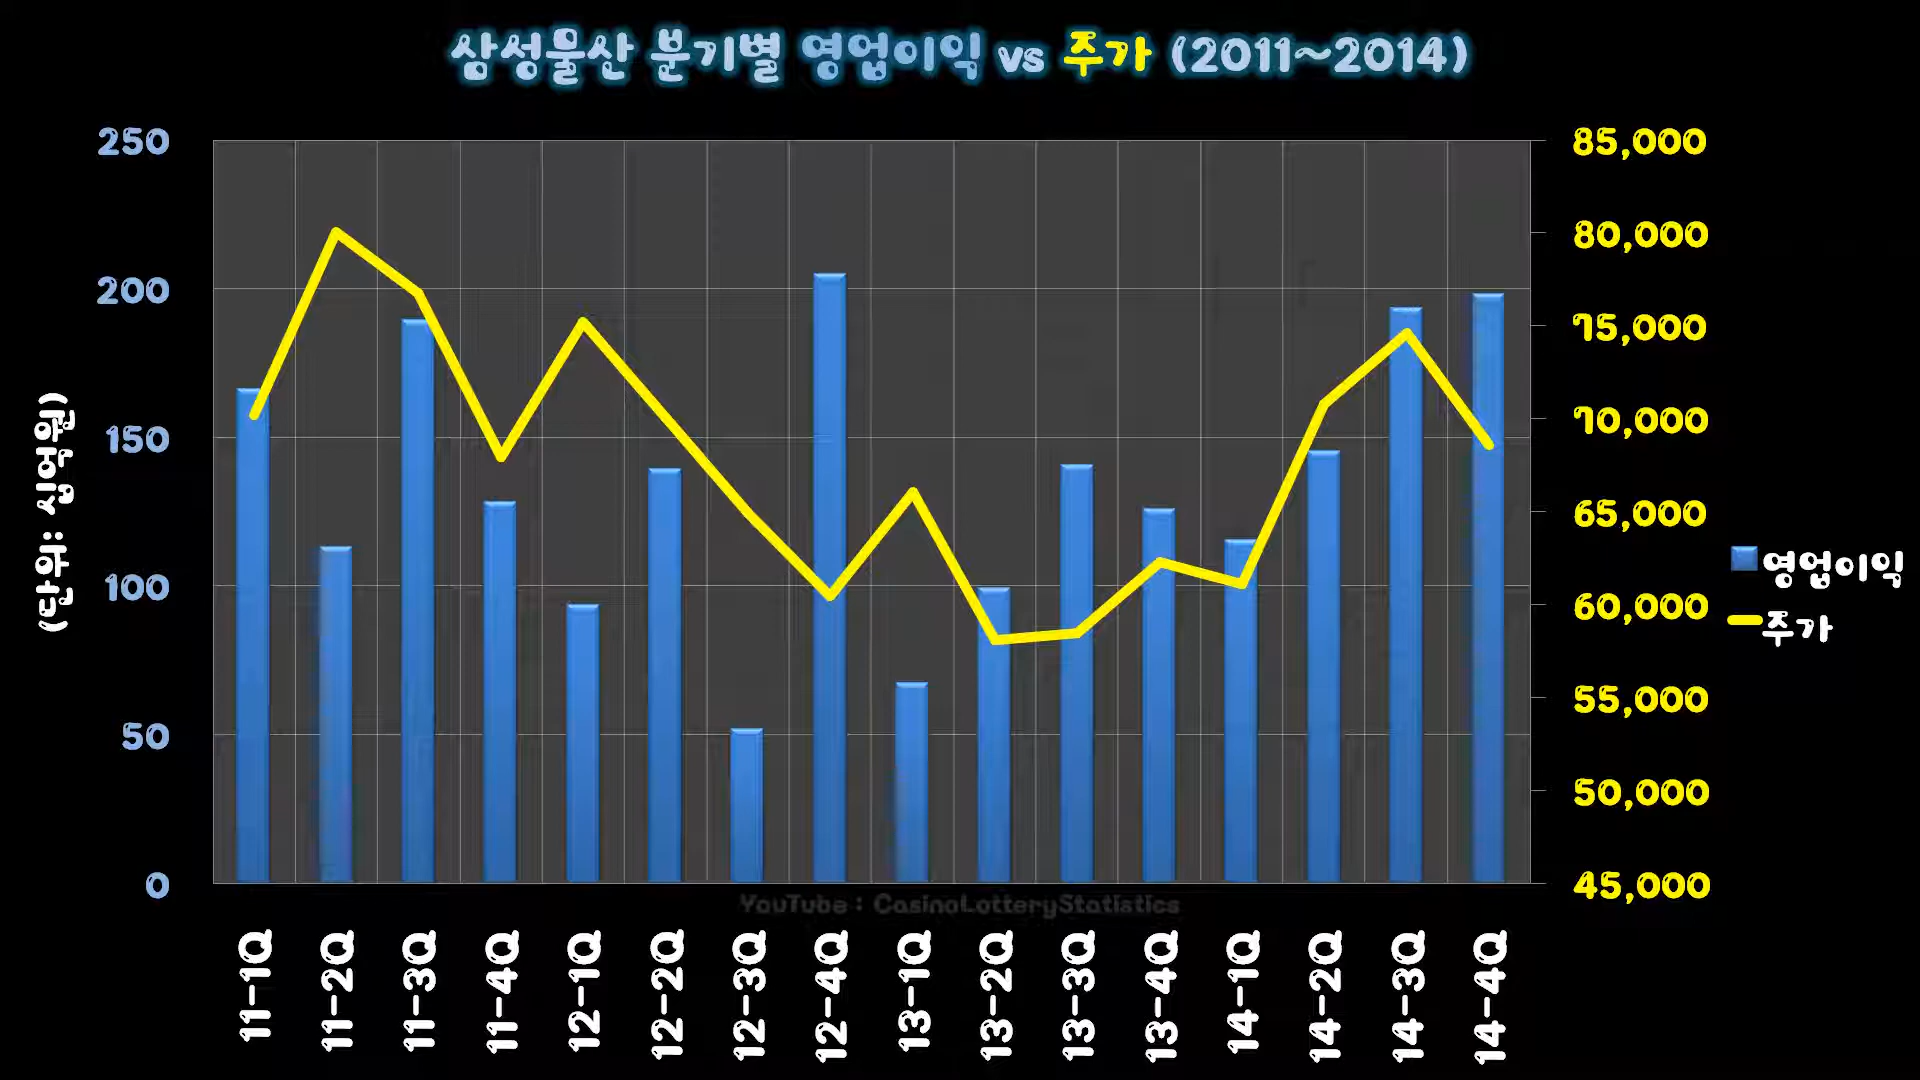 삼성물산 분기별 영업이익 vs 주가 (2011~2014)
250
200
150
100
50
0
(단위: 십억원)
85,000
80,000
75,000
70,000
65,000
60,000
55,000
50,000
45,000
영업이익
주가
YouTube : CasinoLotteryStatistics
11-1Q
11-2Q
11-3Q
11-4Q
12-1Q
12-2Q
12-3Q
12-4Q
13-1Q
13-2Q
13-3Q
13-4Q
14-1Q
14-2Q
14-3Q
14-4Q